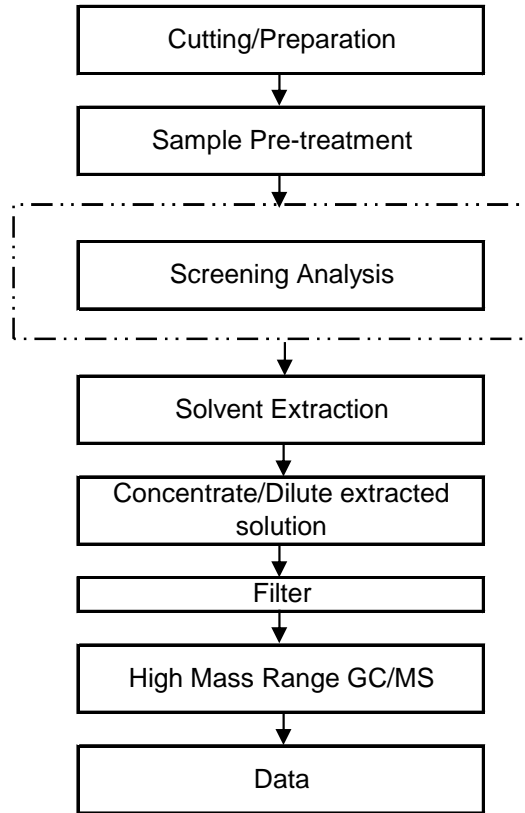 Cutting/Preparation
Sample Pre-treatment
Screening Analysis
Solvent Extraction
Concentrate/Dilute extracted
solution
Filter
High Mass Range GC/MS
Data